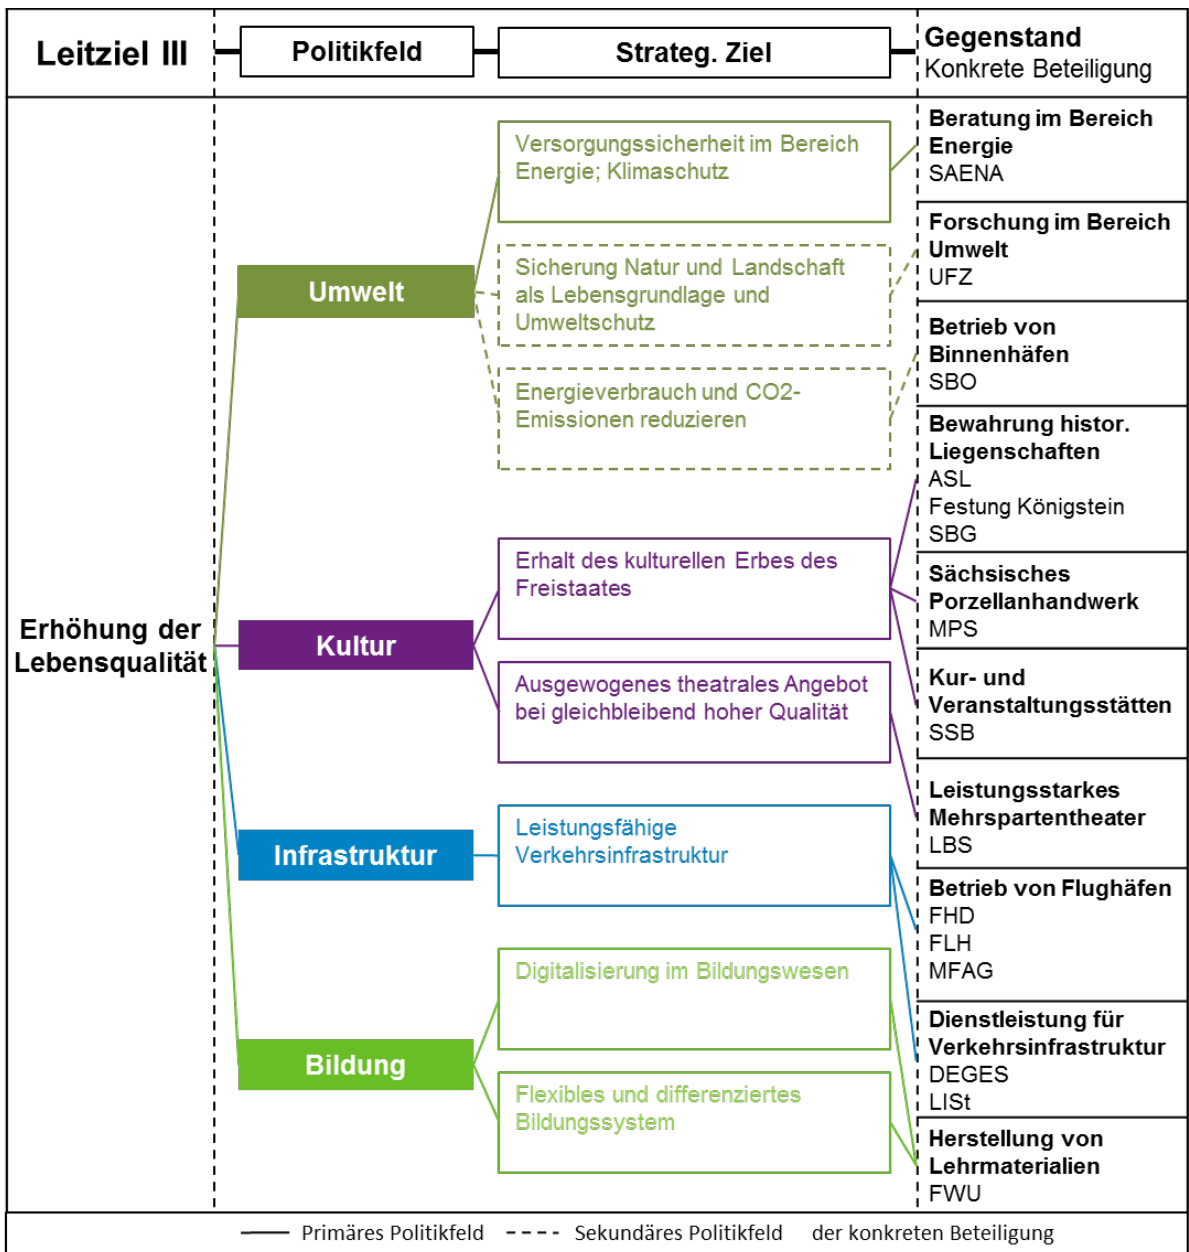 Leitziel III
Politikfeld
Strateg. Ziel
Gegenstand
Konkrete Beteiligung
Erhöhung der
Lebensqualität
Umwelt
Versorgungssicherheit im Bereich
Energie; Klimaschutz
Sicherung Natur und Landschaft
als Lebensgrundlage und
Umweltschutz
Energieverbrauch und CO2-
Emissionen reduzieren
Kultur
Erhalt des kulturellen Erbes des
Freistaates
Ausgewogenes theatrales Angebot
bei gleichbleibend hoher Qualität
Infrastruktur
Leistungsfähige
Verkehrsinfrastruktur
Bildung
Digitalisierung im Bildungswesen
Flexibles und differenziertes
Bildungssystem
Beratung im Bereich
Energie
SAENA
Forschung im Bereich
Umwelt
UFZ
Betrieb von
Binnenhäfen
SBO
Bewahrung histor.
Liegenschaften
ASL
Festung Königstein
SBG
Sächsisches
Porzellanhandwerk
MPS
Kur- und
Veranstaltungsstätten
SSB
Leistungsstarkes
Mehrspartentheater
LBS
Betrieb von Flughäfen
FHD
FLH
MFAG
Dienstleistung für
Verkehrsinfrastruktur
DEGES
LISt
Herstellung von
Lehrmaterialien
FWU
Primäres Politikfeld Sekundäres Politikfeld der konkreten Beteiligung